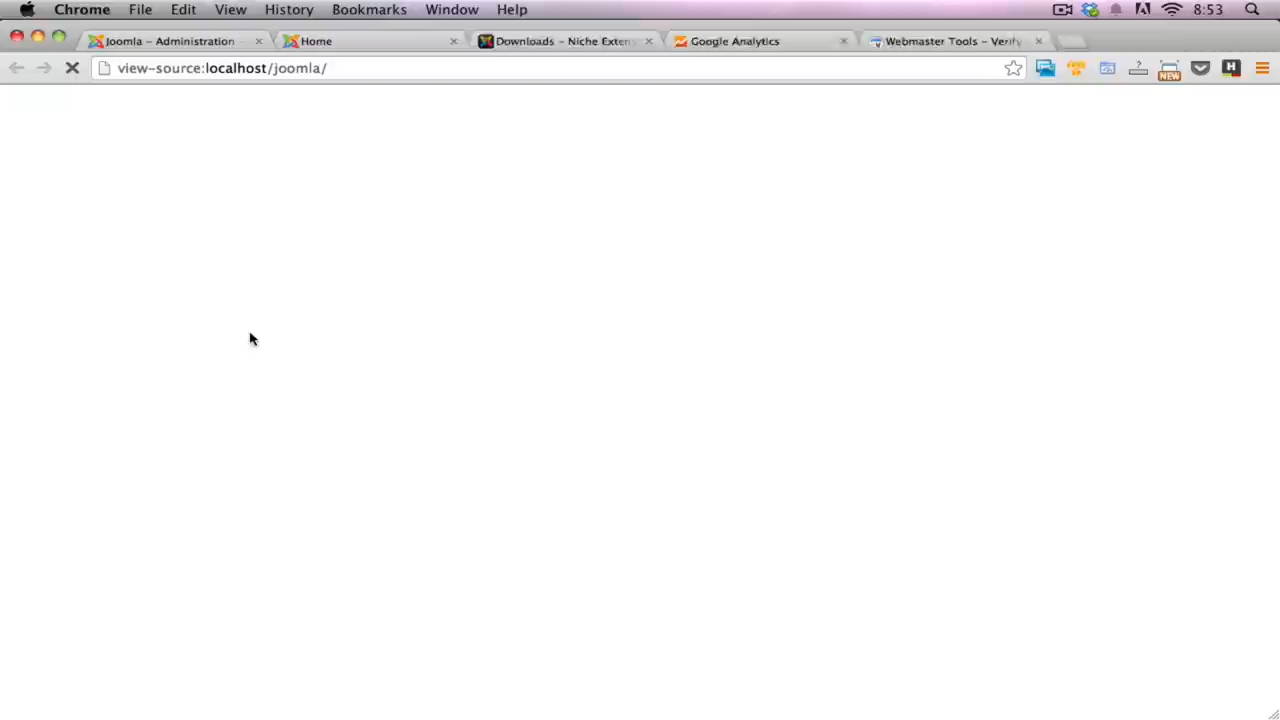 Chrome File Edit View History Bookmarks Window Help 8:53
Joomla - Administration Home Downloads - Niche Exten Google Analytics Webmaster Tools - Verify
view-source:localhost/joomla/ ? NEW H